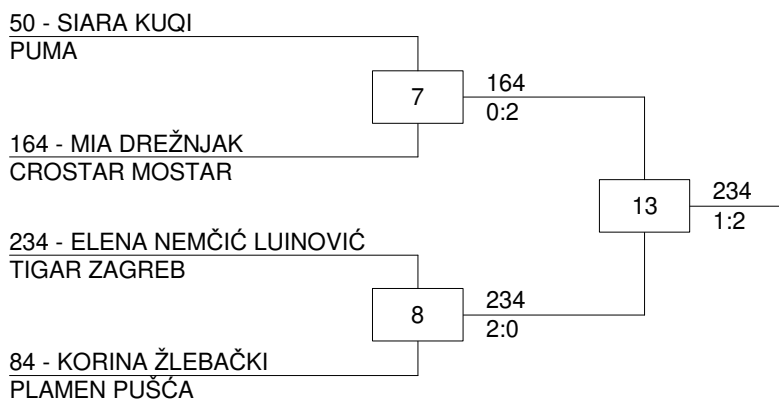 50 - SIARA KUQI
PUMA
7
164
0:2
164 - MIA DREŽNJAK
CROSTAR MOSTAR
13
234
1:2
234 - ELENA NEMČIĆ LUINOVIĆ
TIGAR ZAGREB
8
234
2:0
84 - KORINA ŽLEBAČKI
PLAMEN PUŠĆA